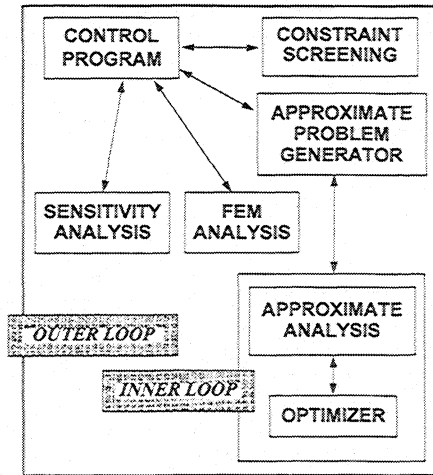 CONTROL
PROGRAM
CONSTRAINT
SCREENING
APPROXIMATE
PROBLEM
GENERATOR
SENSITIVITY
ANALYSIS
FEM
ANALYSIS
APPROXIMATE
ANALYSIS
OUTER LOOP
INNER LOOP
OPTIMIZER